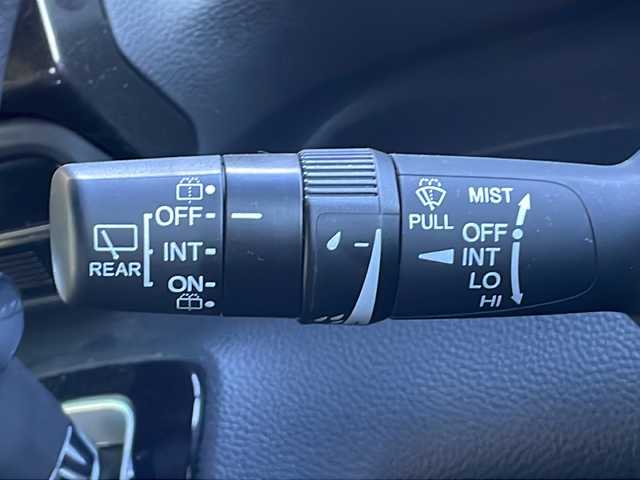 REAR
OFF
INT
ON
PULL
MIST
OFF
INT
LO
HI